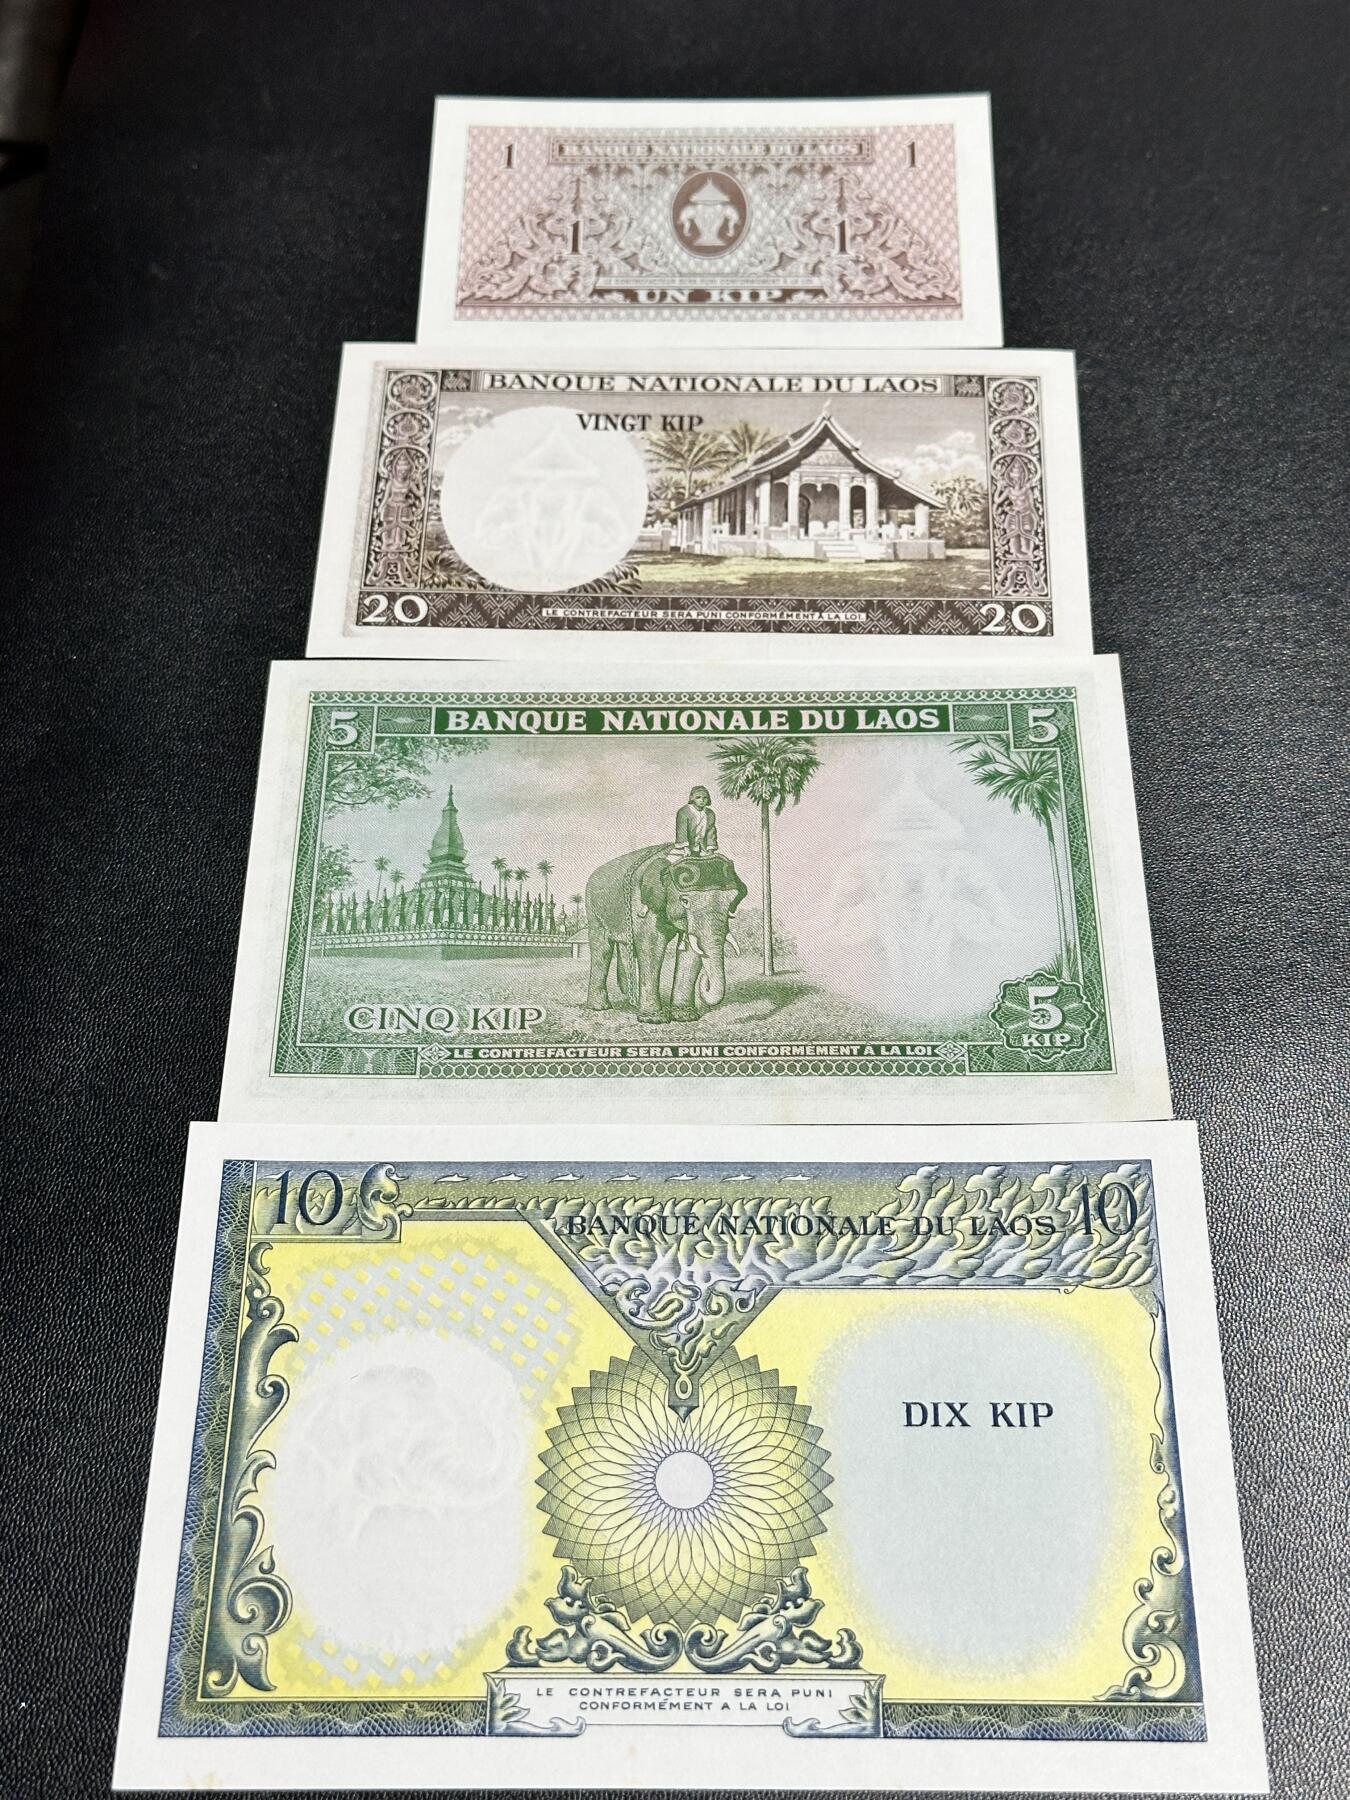 1 BANQUE NATIONALE DU LAOS 1
1 1
UN KIP
BANQUE NATIONALE DU LAOS
VINGT KIP
20 LE CONTREFACTEUR SERA PUNI CONFORMÉMENT À LA LOI. 20
5 BANQUE NATIONALE DU LAOS 5
CINQ KIP
5
KIP
LE CONTREFACTEUR SERA PUNI CONFORMÉMENT À LA LOI
10 BANQUE NATIONALE DU LAOS 10
DIX KIP
LE CONTREFACTEUR SERA PUNI
CONFORMÉMENT A LA LOI